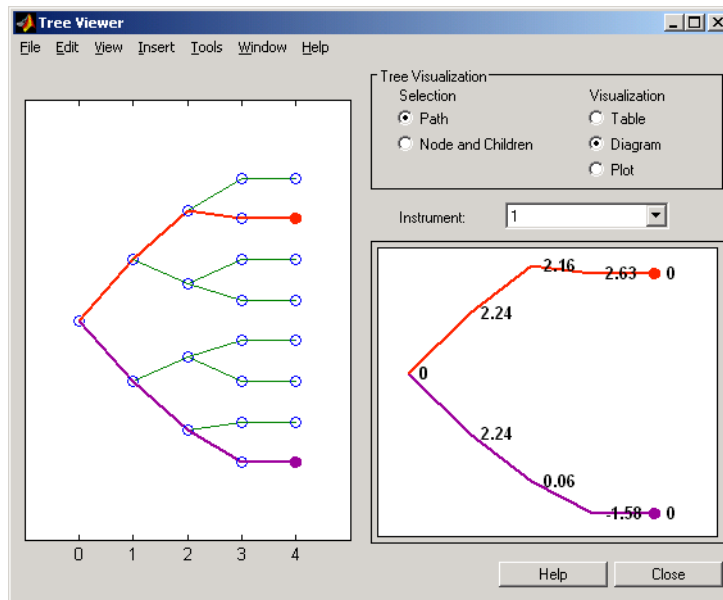 Tree Viewer
File Edit View Insert Tools Window Help
Tree Visualization
Selection Visualization
Path Table
Node and Children Diagram
Plot
Instrument: 1
2.16 2.63 0
2.24
0
2.24
0.06
-1.58 0
0 1 2 3 4
Help Close